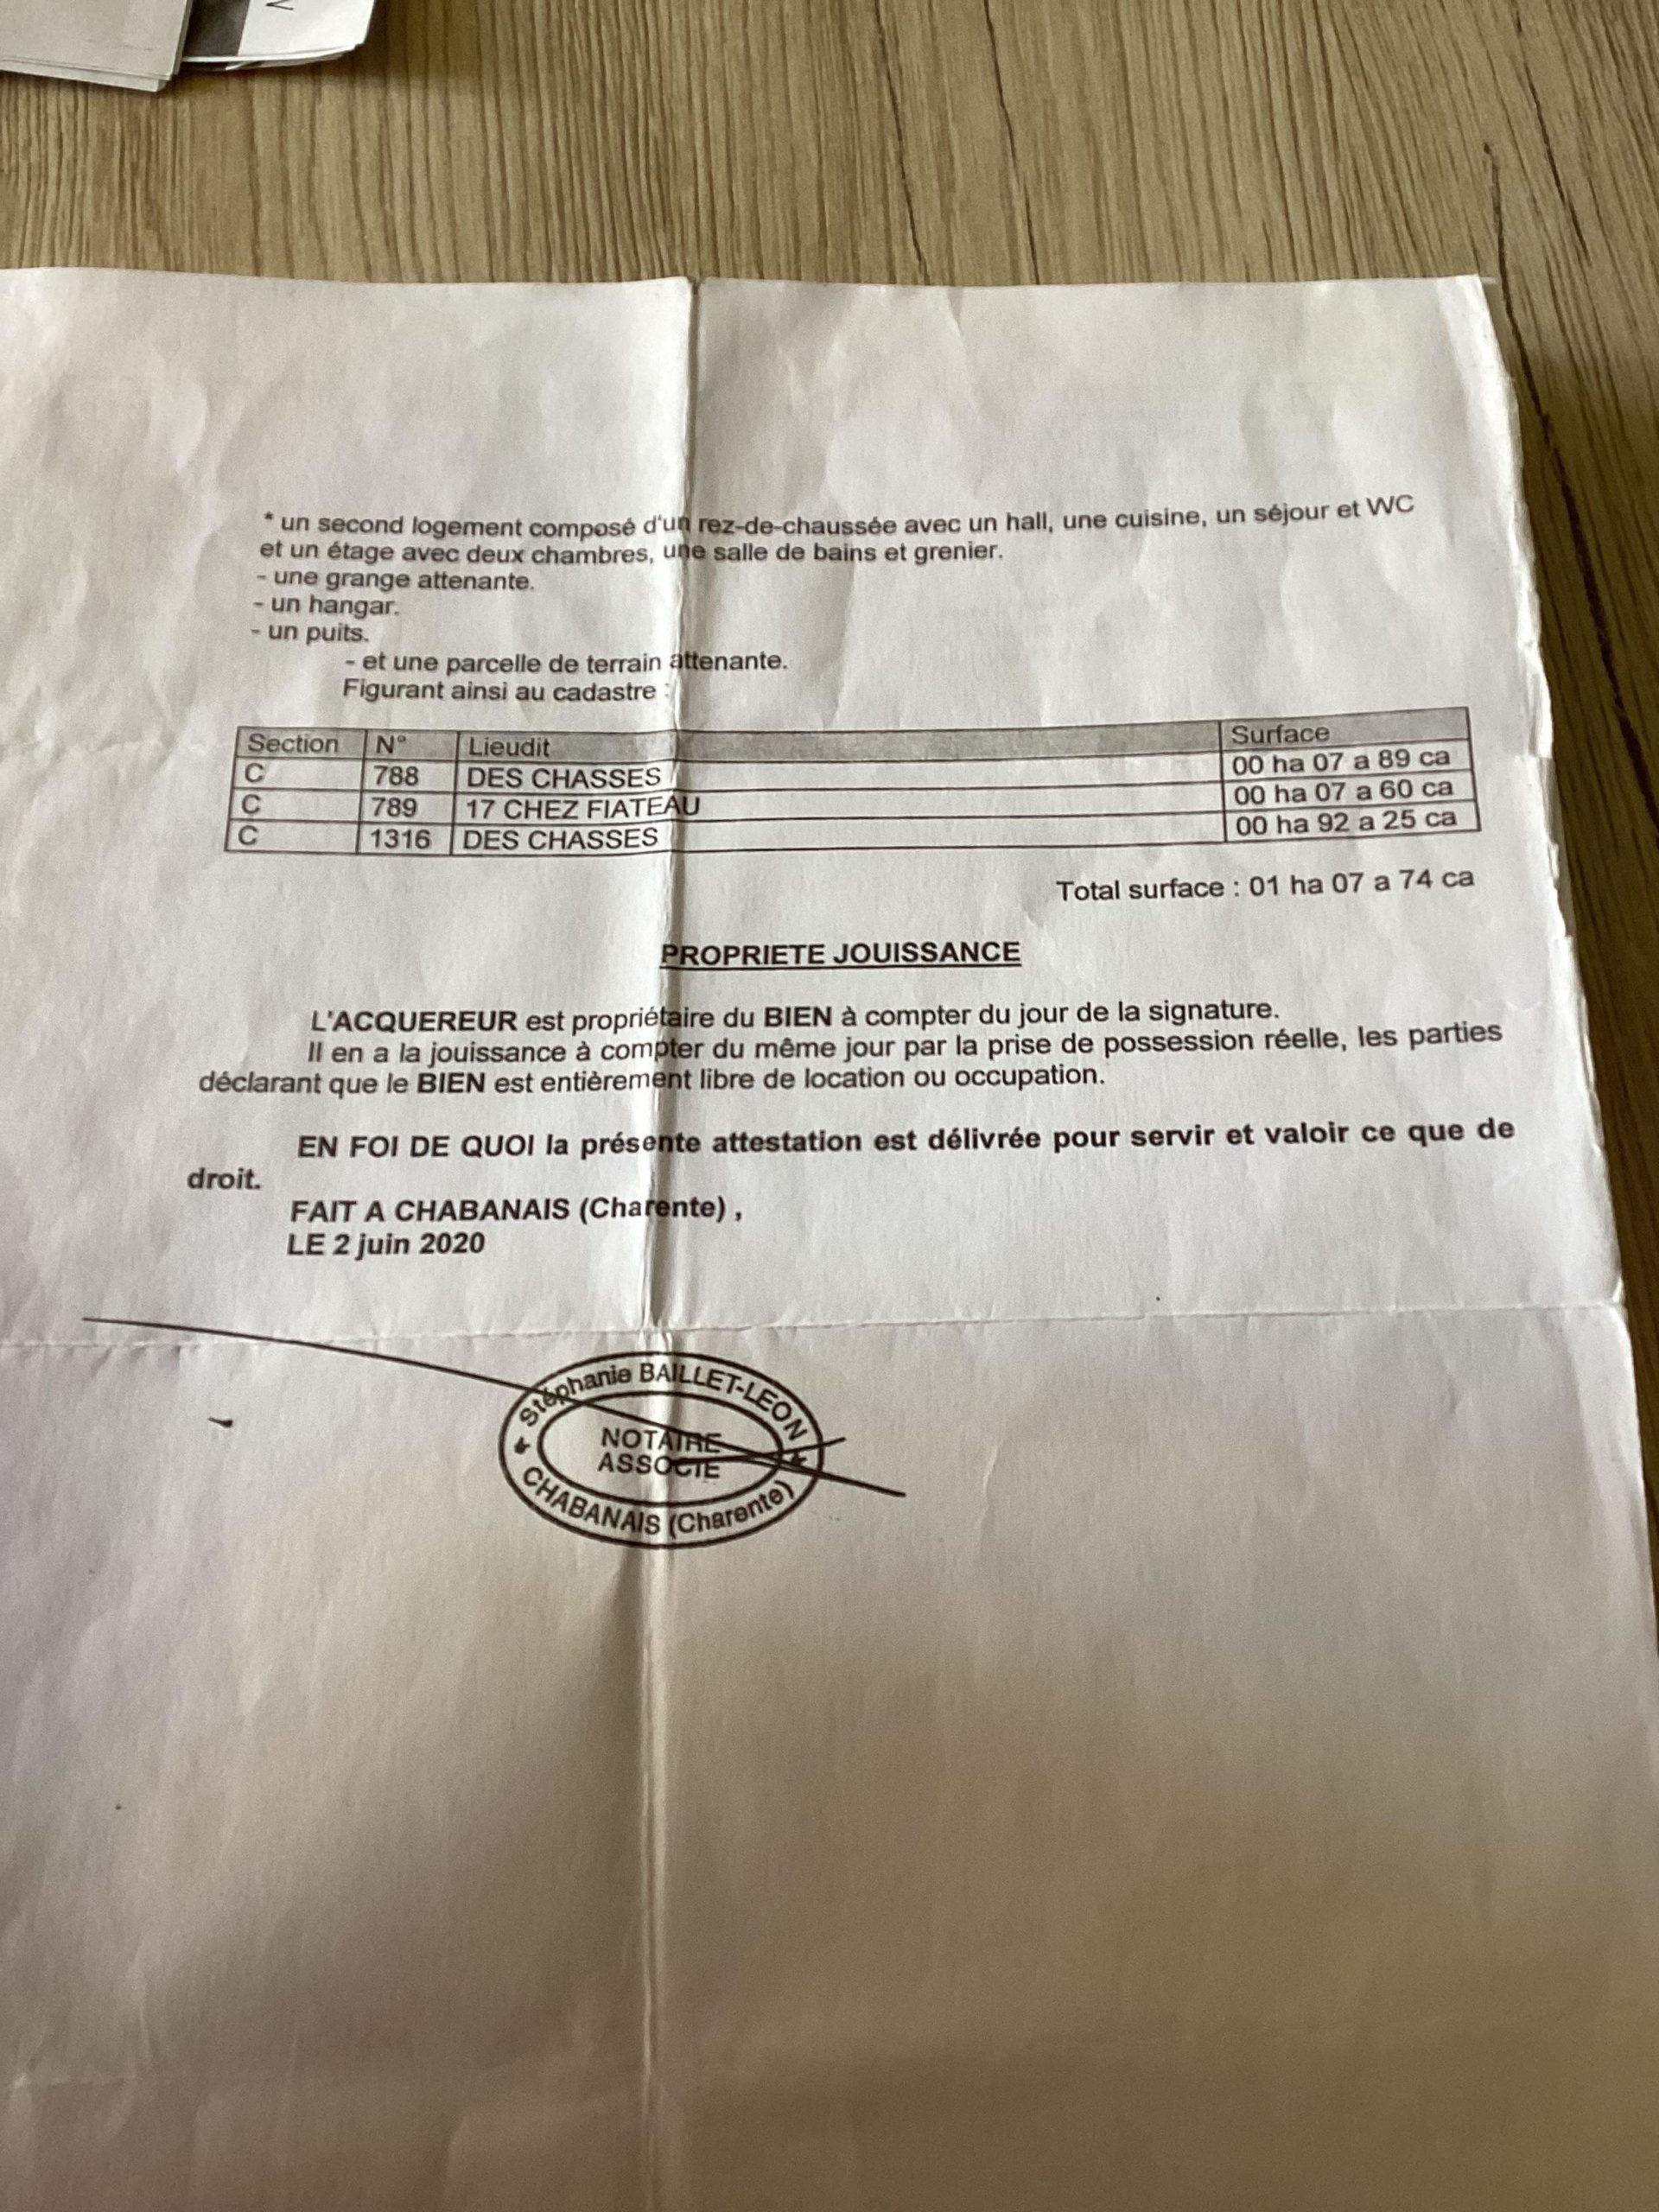 * un second logement composé d'un rez-de-chaussée avec un hall, une cuisine, un séjour et WC
et un étage avec deux chambres, une salle de bains et grenier.
- une grange attenante.
- un hangar.
- un puits.
- et une parcelle de terrain attenante.
Figurant ainsi au cadastre :
Section N° Lieudit Surface
C 788 DES CHASSES 00 ha 07 a 89 ca
C 789 17 CHEZ FIATEAU 00 ha 07 a 60 ca
C 1316 DES CHASSES 00 ha 92 a 25 ca
Total surface : 01 ha 07 a 74 ca
PROPRIETE JOUISSANCE
L'ACQUEREUR est propriétaire du BIEN à compter du jour de la signature.
Il en a la jouissance à compter du même jour par la prise de possession réelle, les parties
déclarant que le BIEN est entièrement libre de location ou occupation.
EN FOI DE QUOI la présente attestation est délivrée pour servir et valoir ce que de
droit.
FAIT A CHABANAIS (Charente) ,
LE 2 juin 2020
Stéphanie BAILLET-LEON
NOTAIRE
ASSOCIE
CHABANAIS (Charente)